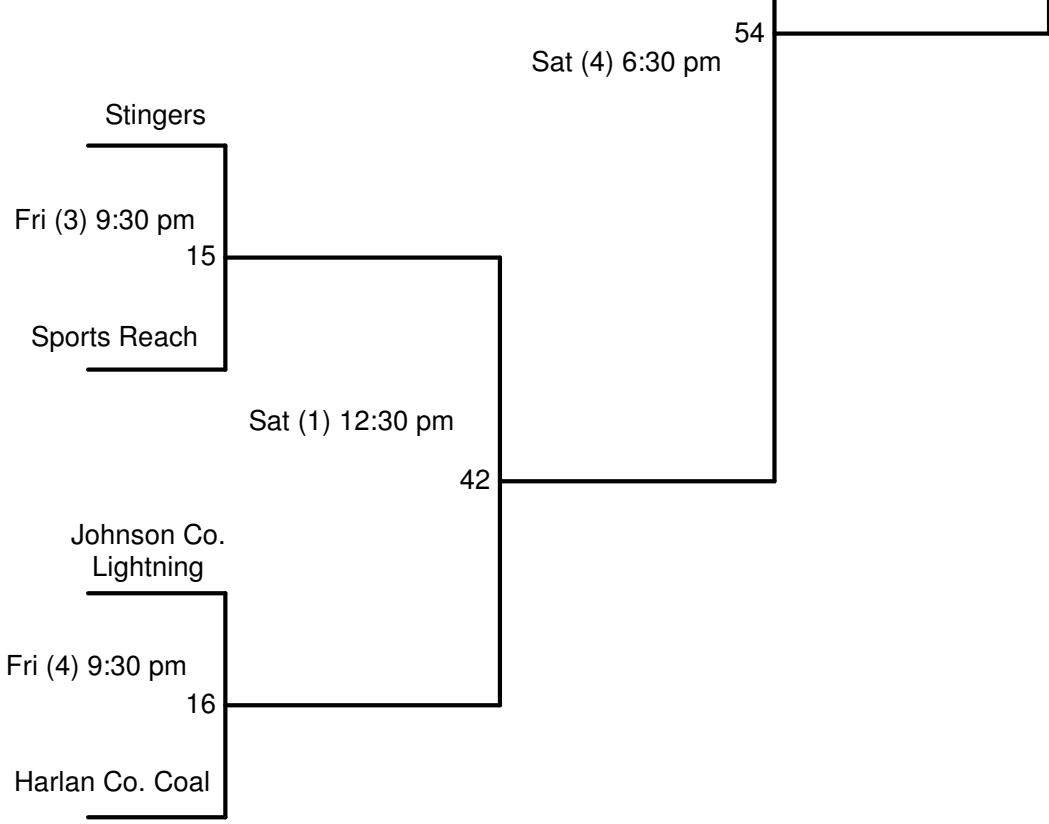 54
Sat (4) 6:30 pm
Stingers
Fri (3) 9:30 pm
15
Sports Reach
Sat (1) 12:30 pm
42
Johnson Co.
Lightning
Fri (4) 9:30 pm
16
Harlan Co. Coal